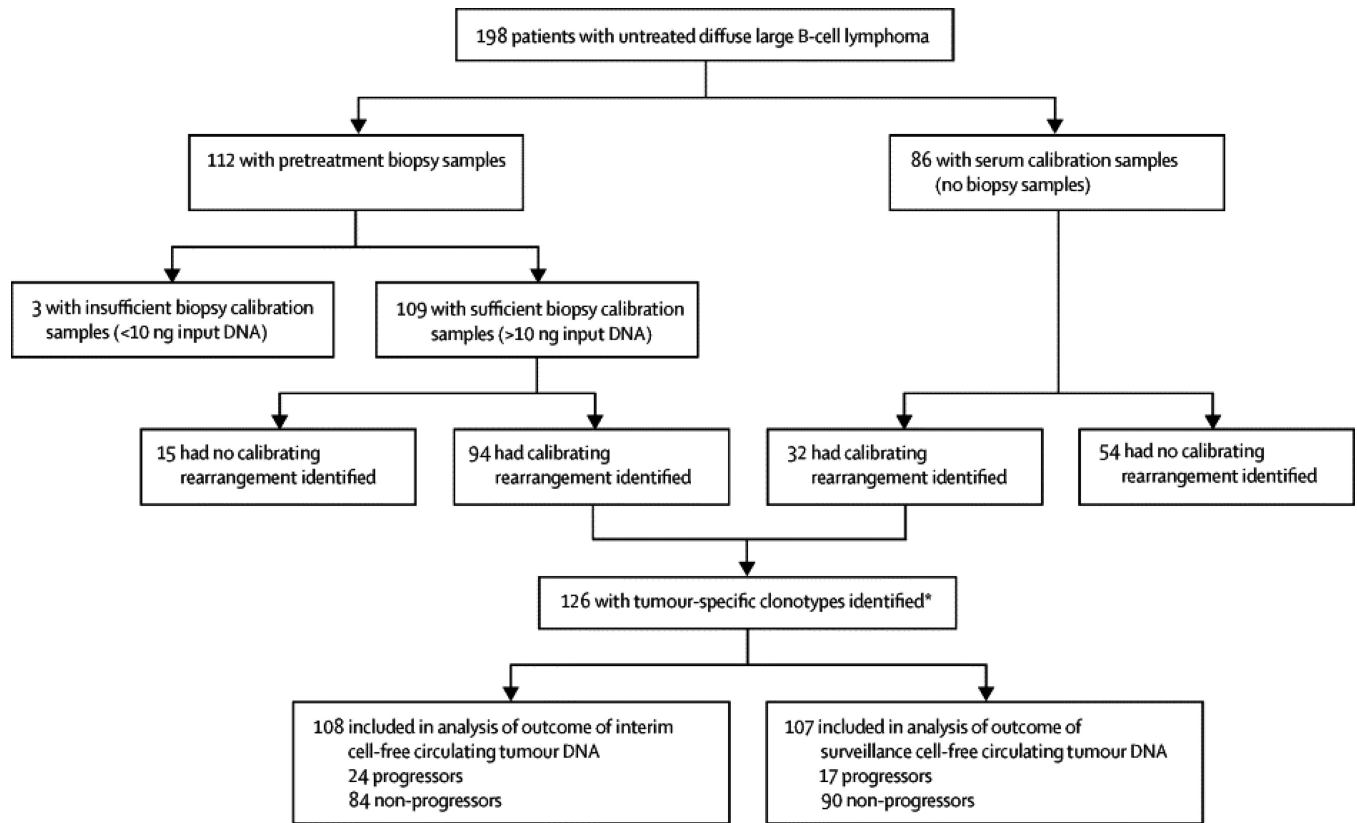 198 patients with untreated diffuse large B-cell lymphoma
112 with pretreatment biopsy samples
86 with serum calibration samples
(no biopsy samples)
3 with insufficient biopsy calibration
samples (<10 ng input DNA)
109 with sufficient biopsy calibration
samples (>10 ng input DNA)
15 had no calibrating
rearrangement identified
94 had calibrating
rearrangement identified
32 had calibrating
rearrangement identified
54 had no calibrating
rearrangement identified
126 with tumour-specific clonotypes identified*
108 included in analysis of outcome of interim
cell-free circulating tumour DNA
24 progressors
84 non-progressors
107 included in analysis of outcome of
surveillance cell-free circulating tumour DNA
17 progressors
90 non-progressors